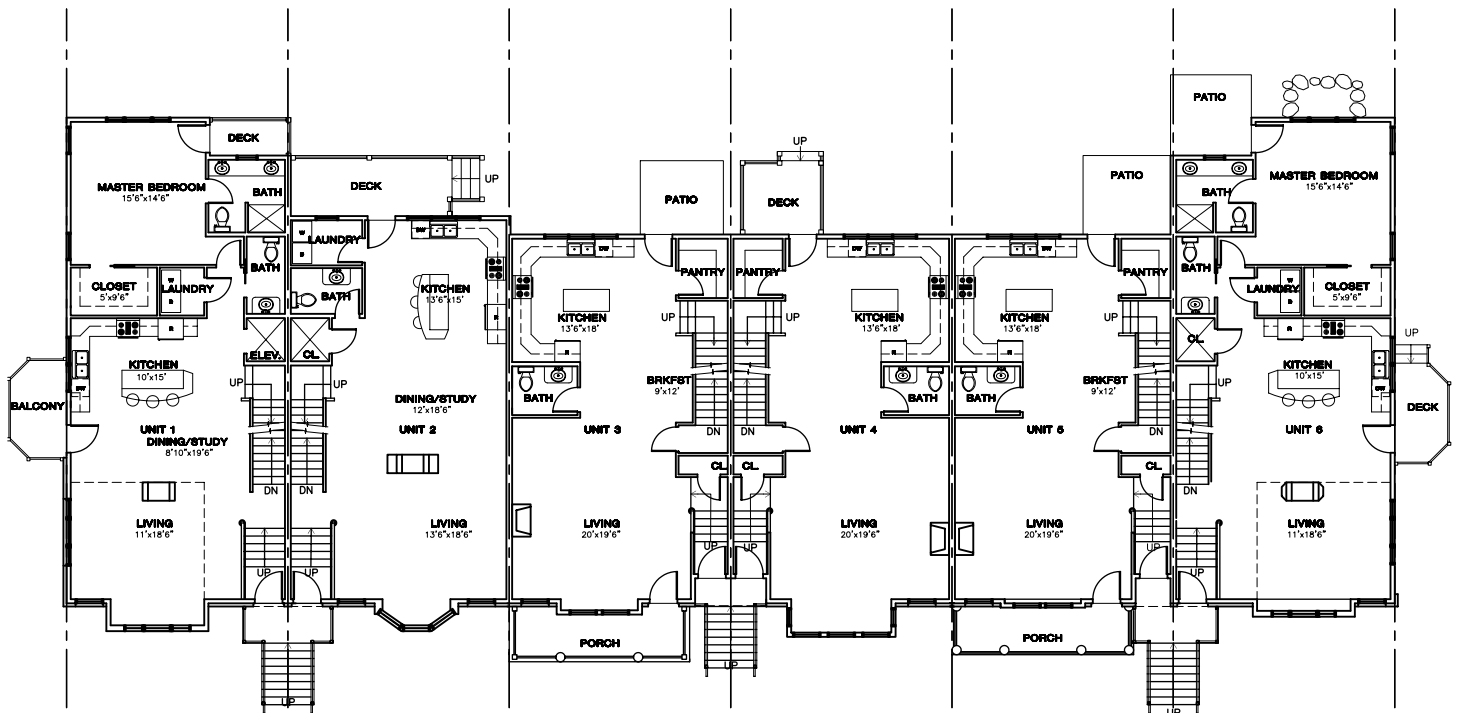 PATIO
DECK
UP
MASTER BEDROOM
15'6"x14'6"
BATH
DECK
UP
PATIO
DECK
PATIO
BATH
MASTER BEDROOM
15'6"x14'6"
W
D
LAUNDRY
DW
DW
DW
DW
BATH
PANTRY
PANTRY
PANTRY
BATH
CLOSET
5'x9'6"
W
D
LAUNDRY
BATH
KITCHEN
13'6"x15'
R
W
D
LAUNDRY
CLOSET
5'x9'6"
KITCHEN
13'6"x18'
UP
UP
KITCHEN
13'6"x18'
KITCHEN
13'6"x18'
UP
R
R
UP
ELEV.
CL.
R
R
R
CL.
KITCHEN
10'x15'
DW
UP
UP
BRKFST
9'x12'
BRKFST
9'x12'
UP
KITCHEN
10'x15'
DW
BALCONY
DINING/STUDY
12'x18'6"
BATH
BATH
BATH
DECK
UNIT 1
DINING/STUDY
8'10"x19'6"
UNIT 2
UNIT 3
DN
DN
UNIT 4
UNIT 5
DN
UNIT 6
DN
DN
CL.
CL.
CL.
DN
LIVING
11'x18'6"
LIVING
13'6"x18'6"
LIVING
20'x19'6"
LIVING
20'x19'6"
LIVING
20'x19'6"
LIVING
11'x18'6"
UP
UP
UP
UP
UP
UP
PORCH
PORCH
UP
UP
UP